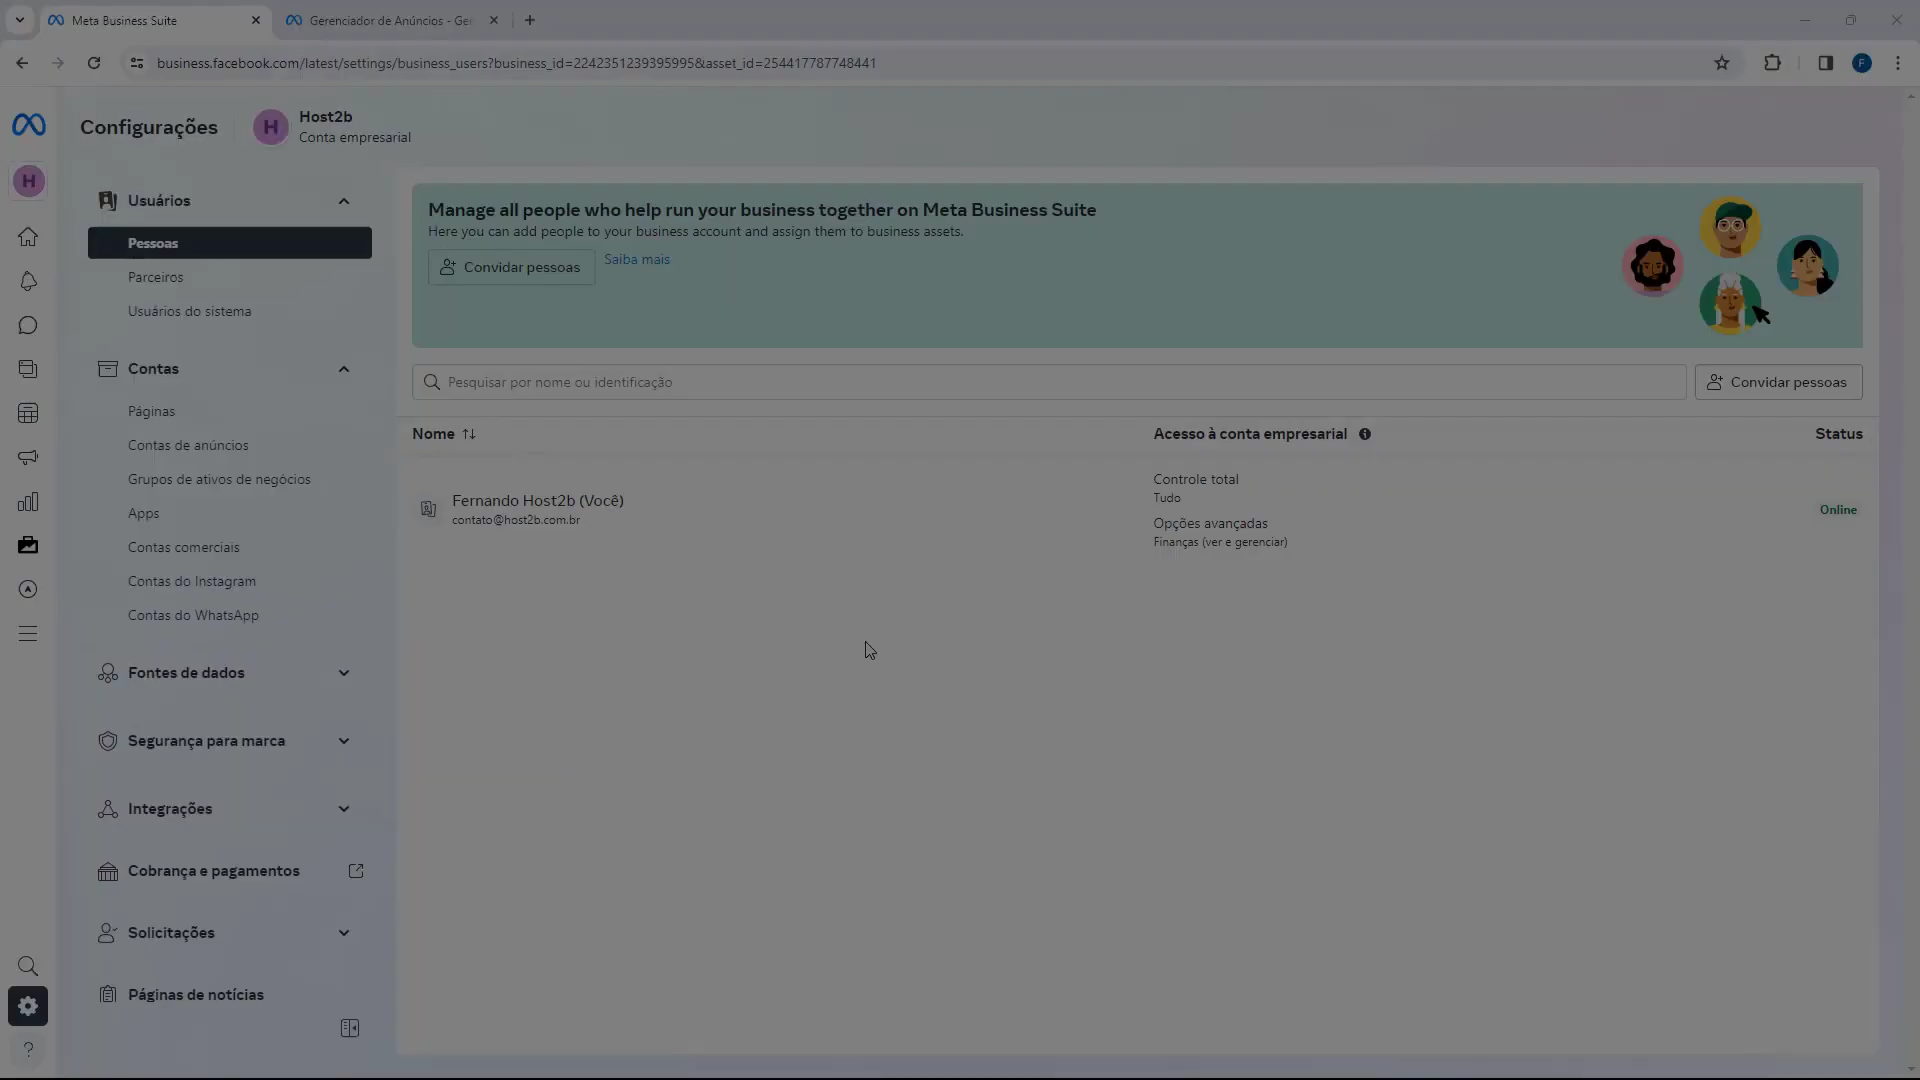 Meta Business Suite
Gerenciador de Anúncios - Ger
business.facebook.com/latest/settings/business_users?business_id=2242351239395995&asset_id=254417787748441
F
Configurações
H
Host2b
Conta empresarial
H
Usuários
Pessoas
Parceiros
Usuários do sistema
Contas
Páginas
Contas de anúncios
Grupos de ativos de negócios
Apps
Contas comerciais
Contas do Instagram
Contas do WhatsApp
Fontes de dados
Segurança para marca
Integrações
Cobrança e pagamentos
Solicitações
Páginas de notícias
Manage all people who help run your business together on Meta Business Suite
Here you can add people to your business account and assign them to business assets.
Convidar pessoas
Saiba mais
Pesquisar por nome ou identificação
Convidar pessoas
Nome
Acesso à conta empresarial
Status
Fernando Host2b (Você)
contato@host2b.com.br
Controle total
Tudo
Opções avançadas
Finanças (ver e gerenciar)
Online